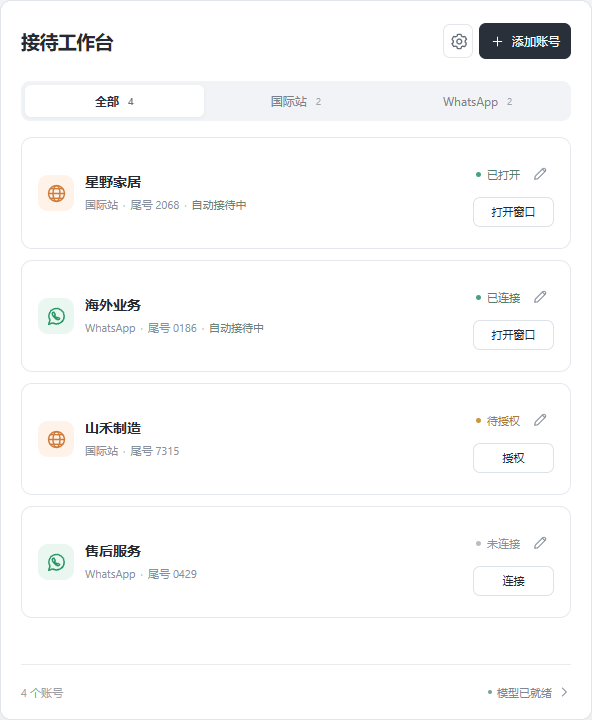 接待工作台
添加账号
全部 4
国际站 2
WhatsApp 2
星野家居
国际站 · 尾号 2068 · 自动接待中
已打开
打开窗口
海外业务
WhatsApp · 尾号 0186 · 自动接待中
已连接
打开窗口
山禾制造
国际站 · 尾号 7315
待授权
授权
售后服务
WhatsApp · 尾号 0429
未连接
连接
4 个账号
模型已就绪